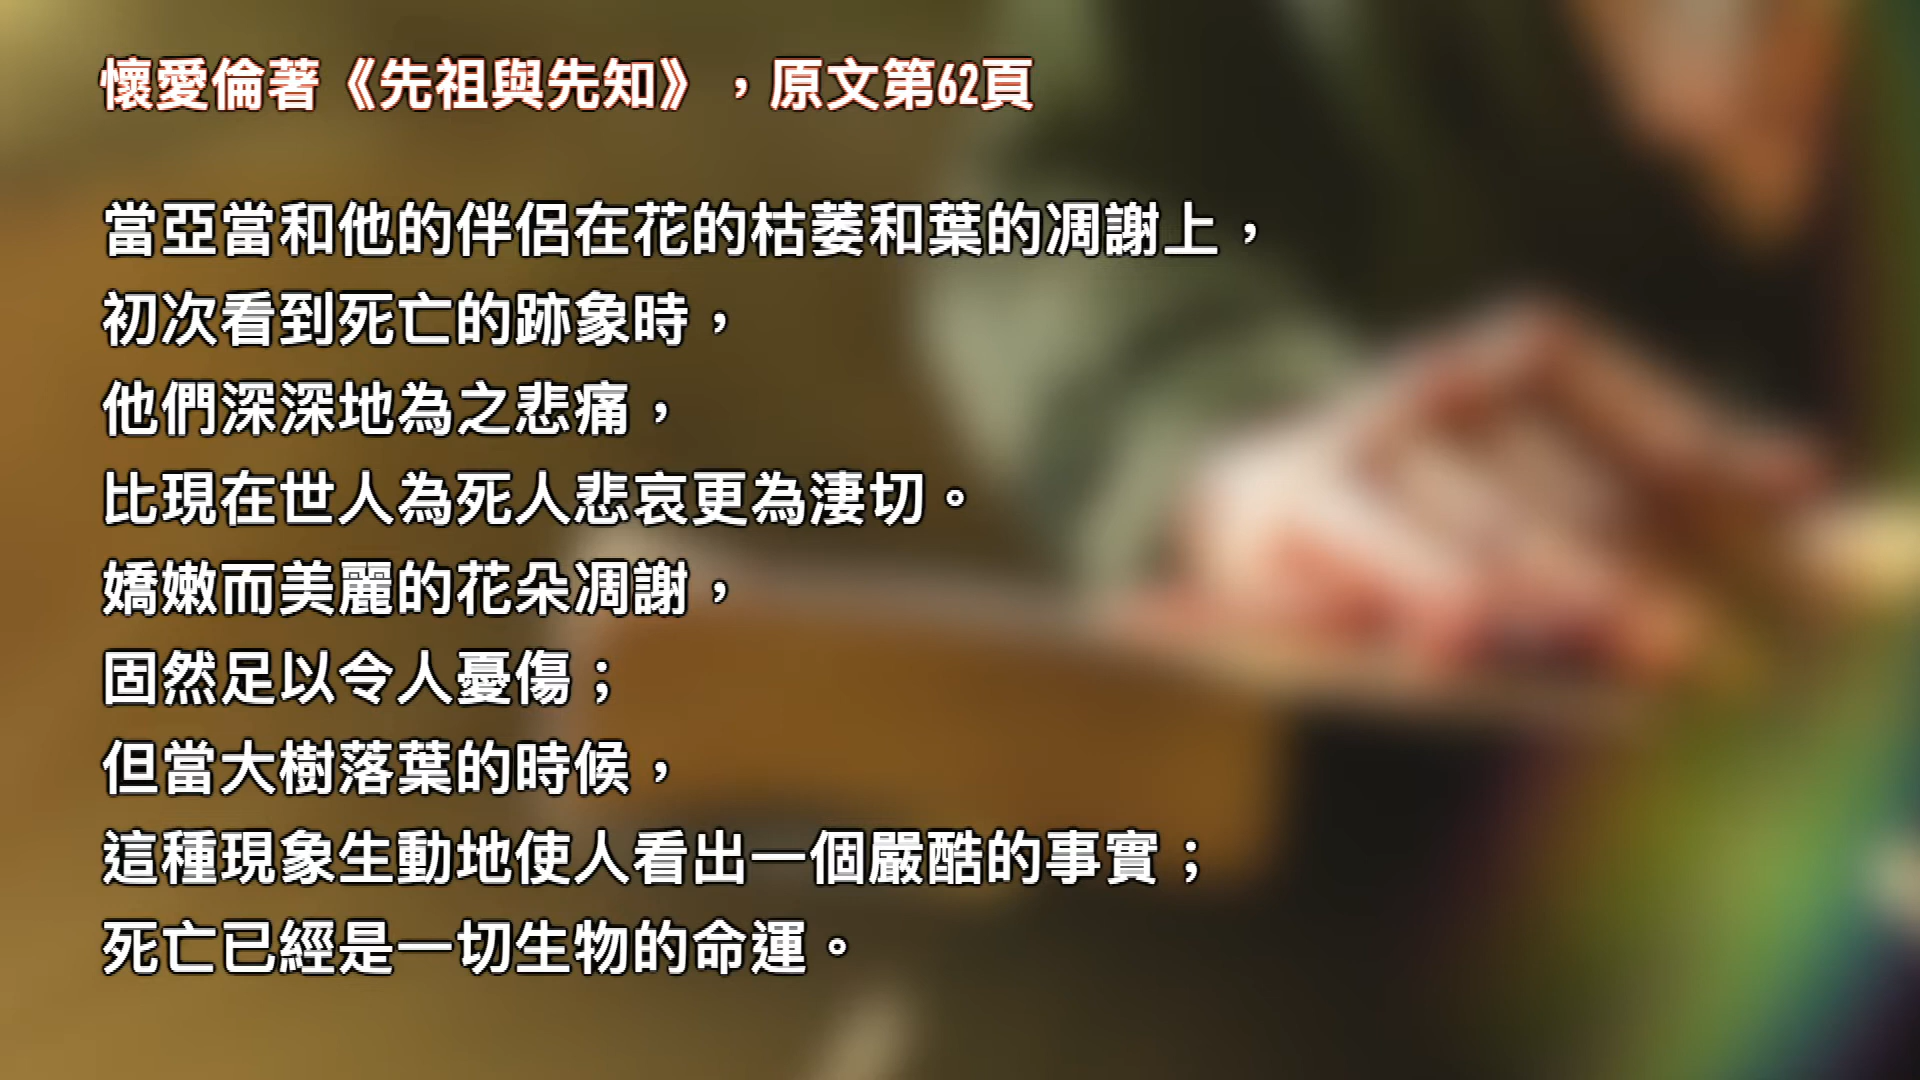 懷愛倫著《先祖與先知》，原文第62頁
當亞當和他的伴侶在花的枯萎和葉的凋謝上，
初次看到死亡的跡象時，
他們深深地為之悲痛，
比現在世人為死人悲哀更為淒切。
嬌嫩而美麗的花朵凋謝，
固然足以令人憂傷；
但當大樹落葉的時候，
這種現象生動地使人看出一個嚴酷的事實；
死亡已經是一切生物的命運。